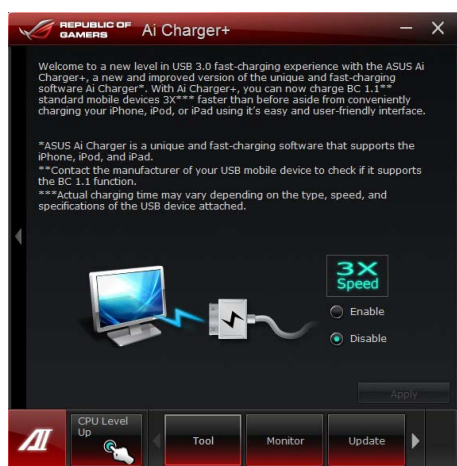 REPUBLIC OF
GAMERS
Ai Charger+
Welcome to a new level in USB 3.0 fast-charging experience with the ASUS Ai
Charger+, a new and improved version of the unique and fast-charging
software Ai Charger*. With Ai Charger+, you can now charge BC 1.1**
standard mobile devices 3X*** faster than before aside from conveniently
charging your iPhone, iPod, or iPad using it's easy and user-friendly interface.
*ASUS Ai Charger is a unique and fast-charging software that supports the
iPhone, iPod, and iPad.
**Contact the manufacturer of your USB mobile device to check if it supports
the BC 1.1 function.
***Actual charging time may vary depending on the type, speed, and
specifications of the USB device attached.
3X
Speed
Enable
Disable
Apply
AI
CPU Level
Up
Tool
Monitor
Update